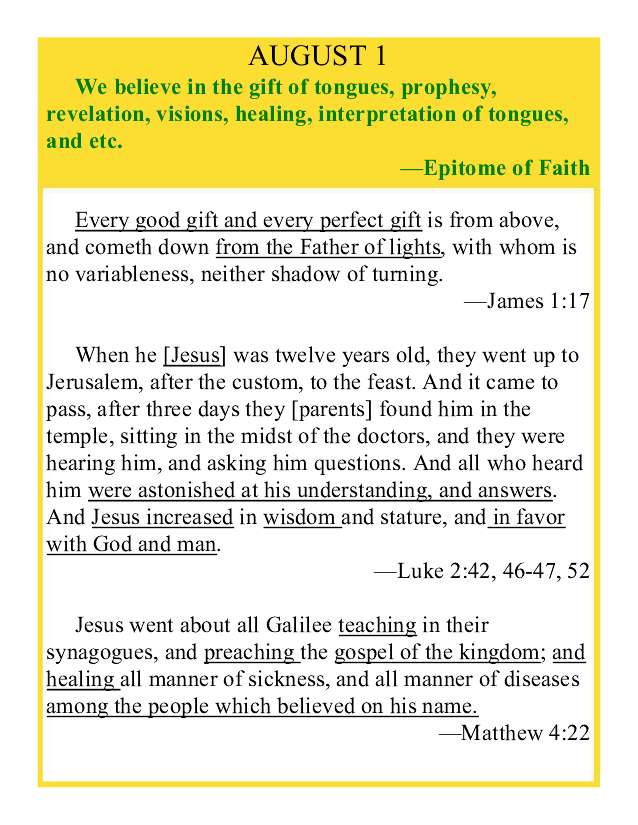 AUGUST 1
We believe in the gift of tongues, prophesy,
revelation, visions, healing, interpretation of tongues,
and etc.
—Epitome of Faith
Every good gift and every perfect gift is from above,
and cometh down from the Father of lights, with whom is
no variableness, neither shadow of turning.
—James 1:17
When he [Jesus] was twelve years old, they went up to
Jerusalem, after the custom, to the feast. And it came to
pass, after three days they [parents] found him in the
temple, sitting in the midst of the doctors, and they were
hearing him, and asking him questions. And all who heard
him were astonished at his understanding, and answers.
And Jesus increased in wisdom and stature, and in favor
with God and man.
—Luke 2:42, 46-47, 52
Jesus went about all Galilee teaching in their
synagogues, and preaching the gospel of the kingdom; and
healing all manner of sickness, and all manner of diseases
among the people which believed on his name.
—Matthew 4:22